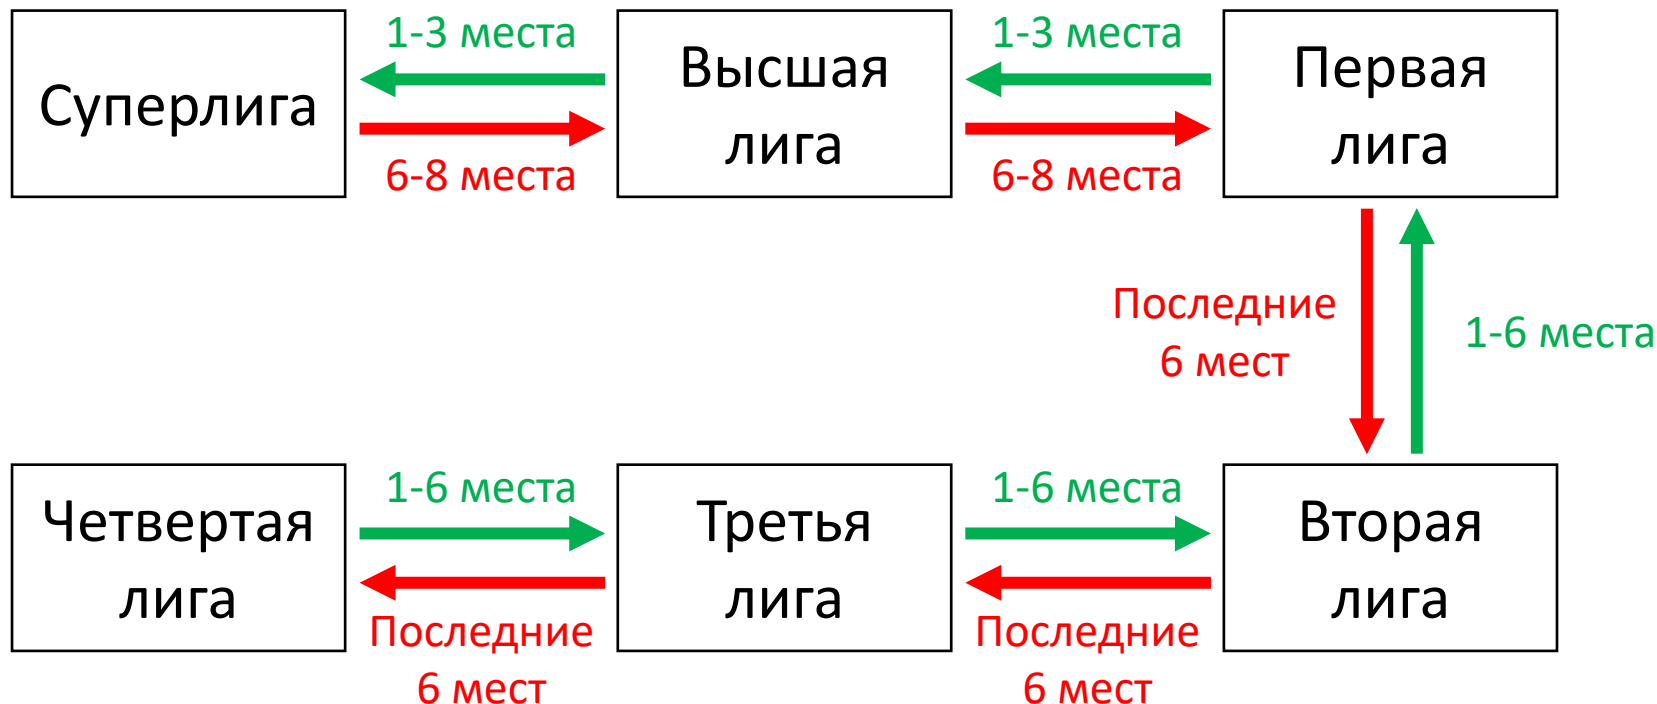 1-3 места
1-3 места
Суперлига
Высшая
лига
Первая
лига
6-8 места
6-8 места
Последние
6 мест
1-6 места
1-6 места
1-6 места
Четвертая
лига
Третья
лига
Вторая
лига
Последние
6 мест
Последние
6 мест